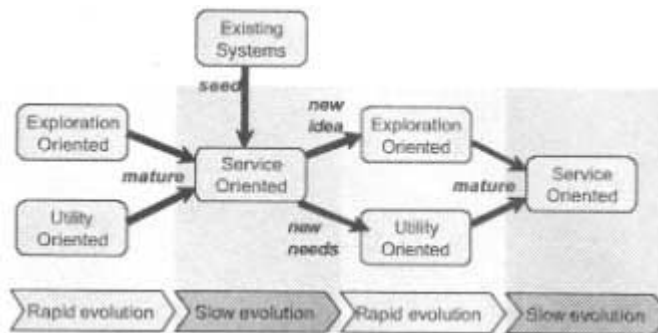 Existing
Systems
seed
new
idea
Exploration
Oriented
Exploration
Oriented
mature
Service
Oriented
mature
Service
Oriented
Utility
Oriented
new
needs
Utility
Oriented
Rapid evolution
Slow evolution
Rapid evolution
Slow evolution